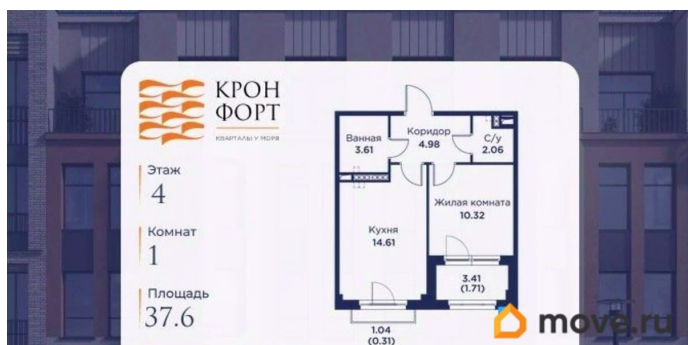 КРОН
ФОРТ
КВАРТАЛЫ У МОРЯ
Этаж
4
Комнат
1
Площадь
37.6
Ванная
3.61
Коридор
4.98
С/у
2.06
Жилая комната
10.32
Кухня
14.61
3.41
(1.71)
1.04
(0.31)
move.ru